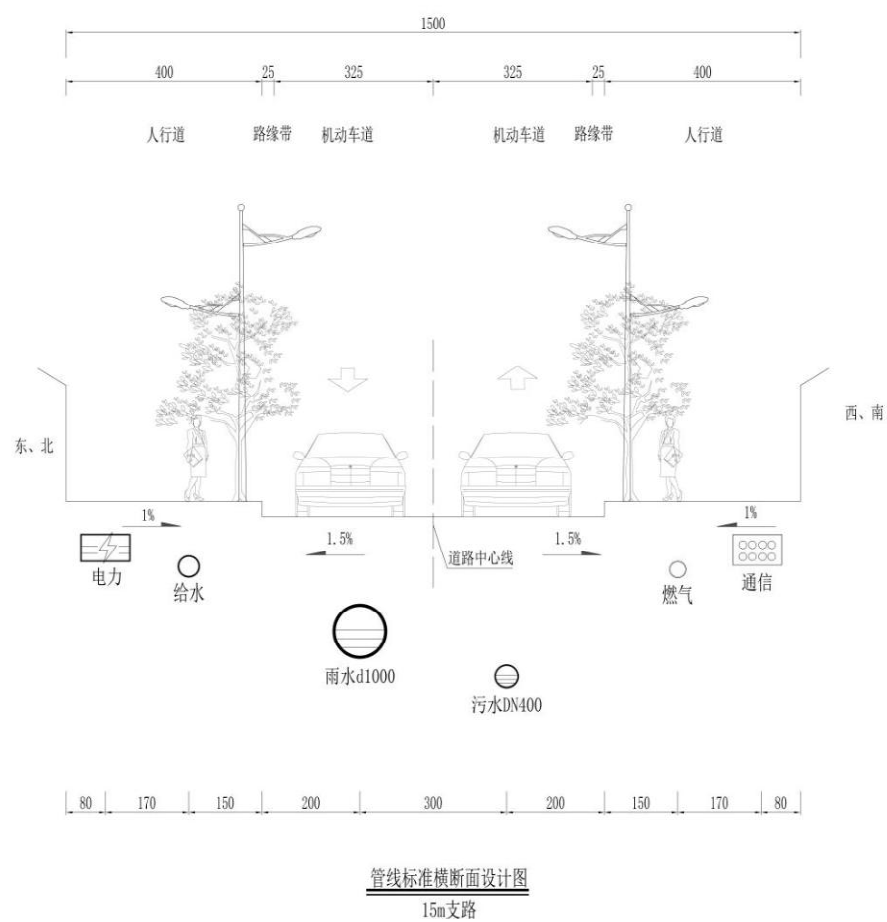 1500
400 25 325 325 25 400
人行道 路缘带 机动车道 机动车道 路缘带 人行道
西、南
东、北
1% 1%
1.5% 1.5%
道路中心线
电力 通信
给水 燃气
雨水d1000
污水DN400
80 170 150 200 300 200 150 170 80
管线标准横断面设计图
15m支路